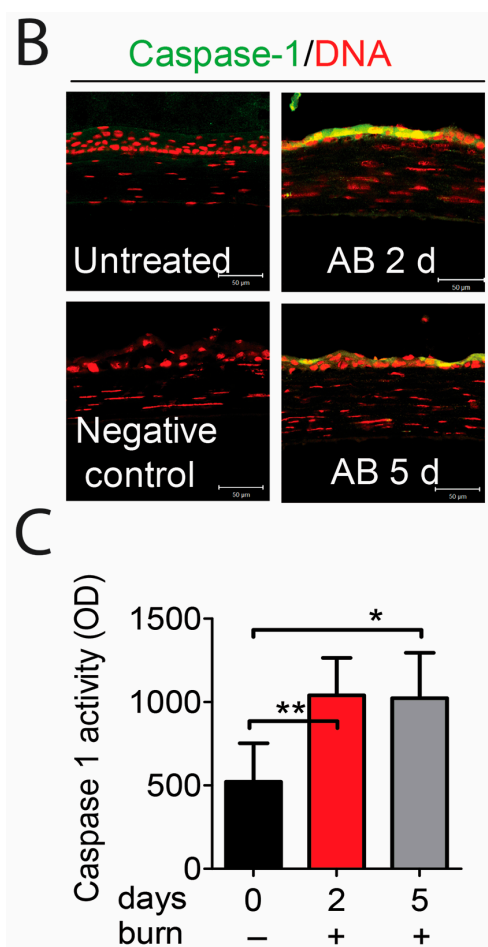 B
Caspase-1/DNA
Untreated
50 µm
AB 2 d
50 µm
Negative
control
50 µm
AB 5 d
50 µm
C
Caspase 1 activity (OD)
1500
1000
500
0
*
**
days 0 2 5
burn – + +